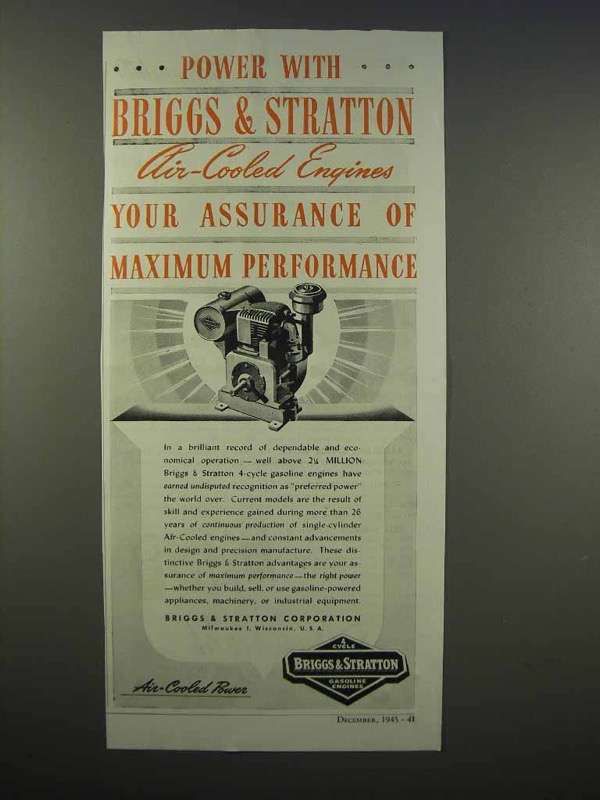 POWER WITH
BRIGGS & STRATTON
Air-Cooled Engines
YOUR ASSURANCE OF
MAXIMUM PERFORMANCE
In a brilliant record of dependable and eco-
nomical operation — well above 2¼ MILLION
Briggs & Stratton 4-cycle gasoline engines have
earned undisputed recognition as "preferred power"
the world over. Current models are the result of
skill and experience gained during more than 26
years of continuous production of single-cylinder
Air-Cooled engines — and constant advancements
in design and precision manufacture. These dis-
tinctive Briggs & Stratton advantages are your as-
surance of maximum performance — the right power
— whether you build, sell, or use gasoline-powered
appliances, machinery, or industrial equipment.
BRIGGS & STRATTON CORPORATION
Milwaukee 1, Wisconsin, U. S. A.
4
CYCLE
BRIGGS & STRATTON
GASOLINE
ENGINES
Air-Cooled Power
DECEMBER, 1945 - 41